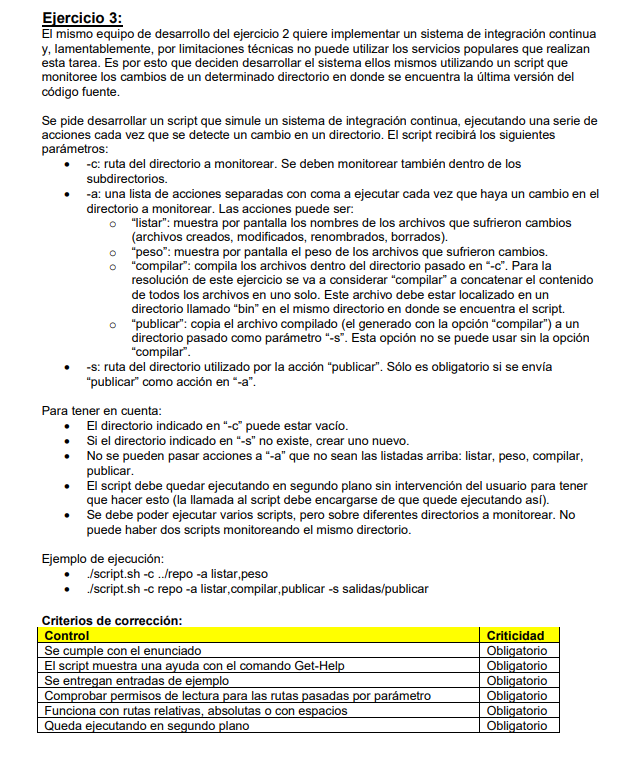 Ejercicio 3:
El mismo equipo de desarrollo del ejercicio 2 quiere implementar un sistema de integración continua
y, lamentablemente, por limitaciones técnicas no puede utilizar los servicios populares que realizan
esta tarea. Es por esto que deciden desarrollar el sistema ellos mismos utilizando un script que
monitoree los cambios de un determinado directorio en donde se encuentra la última versión del
código fuente.
Se pide desarrollar un script que simule un sistema de integración continua, ejecutando una serie de
acciones cada vez que se detecte un cambio en un directorio. El script recibirá los siguientes
parámetros:
• -c: ruta del directorio a monitorear. Se deben monitorear también dentro de los
subdirectorios.
• -a: una lista de acciones separadas con coma a ejecutar cada vez que haya un cambio en el
directorio a monitorear. Las acciones puede ser:
o "listar": muestra por pantalla los nombres de los archivos que sufrieron cambios
(archivos creados, modificados, renombrados, borrados).
o "peso": muestra por pantalla el peso de los archivos que sufrieron cambios.
o "compilar": compila los archivos dentro del directorio pasado en "-c". Para la
resolución de este ejercicio se va a considerar "compilar" a concatenar el contenido
de todos los archivos en uno solo. Este archivo debe estar localizado en un
directorio llamado "bin" en el mismo directorio en donde se encuentra el script.
o "publicar": copia el archivo compilado (el generado con la opción "compilar") a un
directorio pasado como parámetro "-s". Esta opción no se puede usar sin la opción
"compilar".
• -s: ruta del directorio utilizado por la acción "publicar". Sólo es obligatorio si se envía
"publicar" como acción en "-a".
Para tener en cuenta:
• El directorio indicado en "-c" puede estar vacío.
• Si el directorio indicado en "-s" no existe, crear uno nuevo.
• No se pueden pasar acciones a "-a" que no sean las listadas arriba: listar, peso, compilar,
publicar.
• El script debe quedar ejecutando en segundo plano sin intervención del usuario para tener
que hacer esto (la llamada al script debe encargarse de que quede ejecutando así).
• Se debe poder ejecutar varios scripts, pero sobre diferentes directorios a monitorear. No
puede haber dos scripts monitoreando el mismo directorio.
Ejemplo de ejecución:
• ./script.sh -c ../repo -a listar,peso
• ./script.sh -c repo -a listar,compilar,publicar -s salidas/publicar
Criterios de corrección:
Control Criticidad
Se cumple con el enunciado Obligatorio
El script muestra una ayuda con el comando Get-Help Obligatorio
Se entregan entradas de ejemplo Obligatorio
Comprobar permisos de lectura para las rutas pasadas por parámetro Obligatorio
Funciona con rutas relativas, absolutas o con espacios Obligatorio
Queda ejecutando en segundo plano Obligatorio